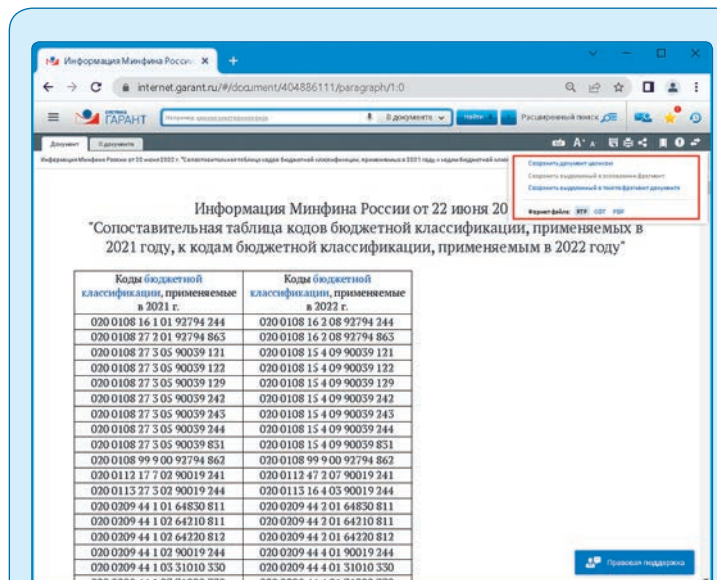 Информация Минфина России
internet.garant.ru/#/document/404886111/paragraph/1:0
ГАРАНТ
В документе
Найти
Расширенный поиск
Документ
Сохранить документ целиком
Сохранить выделенный в оглавлении фрагмент
Сохранить выделенный в тексте фрагмент документа
Формат файла: RTF ODT PDF
Информация Минфина России от 22 июня 20
"Сопоставительная таблица кодов бюджетной классификации, применяемых в
2021 году, к кодам бюджетной классификации, применяемым в 2022 году"
Коды бюджетной классификации, применяемые в 2021 г. Коды бюджетной классификации, применяемые в 2022 г.
020 0108 16 1 01 92794 244 020 0108 16 2 08 92794 244
020 0108 27 2 01 92794 863 020 0108 16 2 08 92794 863
020 0108 27 3 05 90039 121 020 0108 15 4 09 90039 121
020 0108 27 3 05 90039 122 020 0108 15 4 09 90039 122
020 0108 27 3 05 90039 129 020 0108 15 4 09 90039 129
020 0108 27 3 05 90039 242 020 0108 15 4 09 90039 242
020 0108 27 3 05 90039 243 020 0108 15 4 09 90039 243
020 0108 27 3 05 90039 244 020 0108 15 4 09 90039 244
020 0108 27 3 05 90039 831 020 0108 15 4 09 90039 831
020 0108 99 9 00 92794 862 020 0108 99 9 00 92794 862
020 0112 17 7 02 90019 241 020 0112 47 2 07 90019 241
020 0113 27 3 02 90019 244 020 0113 16 4 03 90019 244
020 0209 44 1 01 64830 811 020 0209 44 2 01 64830 811
020 0209 44 1 02 64210 811 020 0209 44 2 01 64210 811
020 0209 44 1 02 64220 812 020 0209 44 2 01 64220 812
020 0209 44 1 02 90019 244 020 0209 44 4 01 90019 244
020 0209 44 1 03 31010 330 020 0209 44 4 01 31010 330
Правовая поддержка